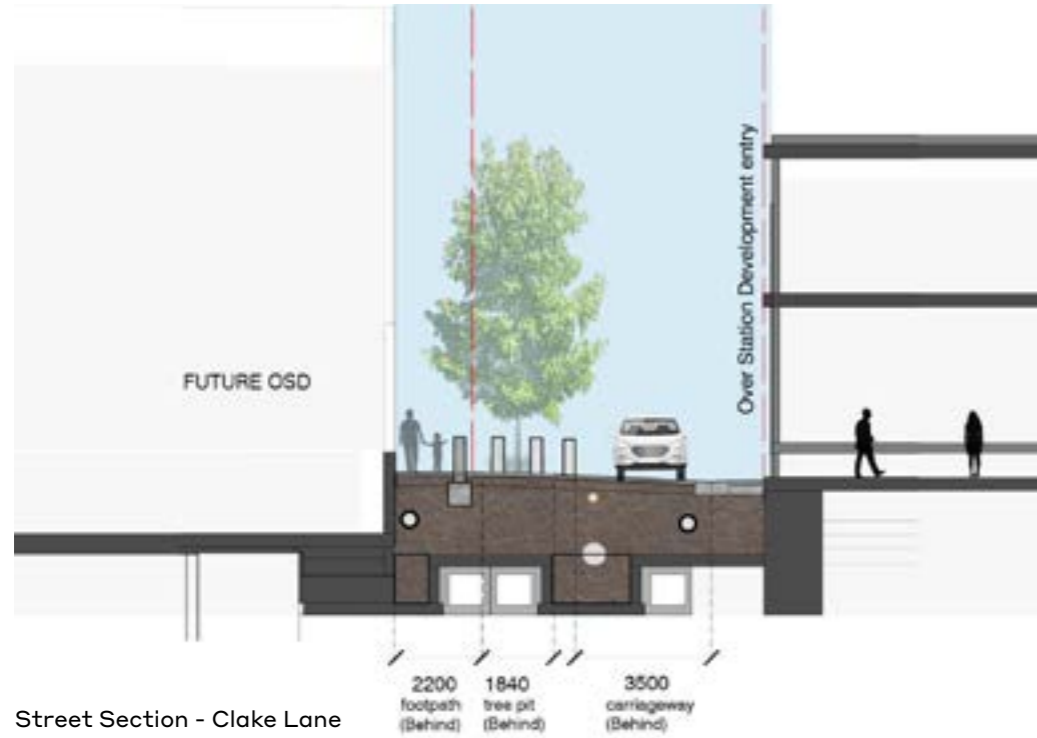 Over Station Development entry
FUTURE OSD
2200
footpath
(Behind)
1840
tree pit
(Behind)
3500
carriageway
(Behind)
Street Section - Clake Lane